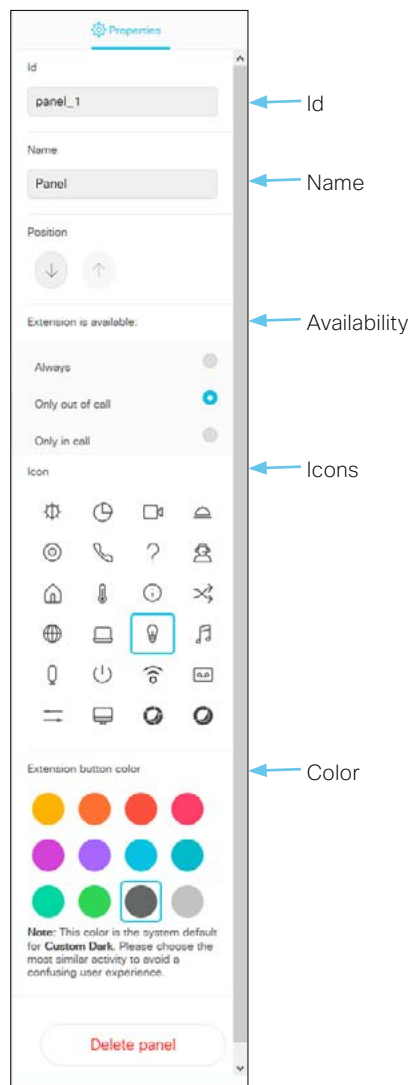 Properties
Id
panel_1
Id
Name
Panel
Name
Position
Extension is available:
Availability
Always
Only out of call
Only in call
Icon
Icons
Extension button color
Color
Note: This color is the system default
for Custom Dark. Please choose the
most similar activity to avoid a
confusing user experience.
Delete panel